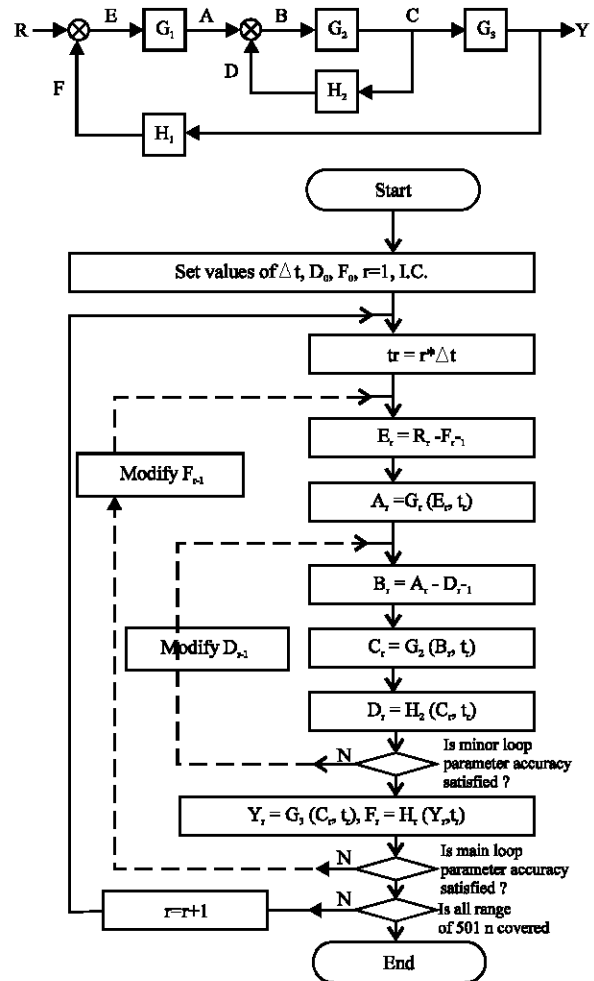 R E G₁ A B G₂ C G₃ Y
D
F H₂
H₁
Start
Set values of △t, D₀, F₀, r=1, I.C.
tr = r*△t
Eᵣ = Rᵣ -Fᵣ-₁
Modify Fᵣ₋₁
Aᵣ =Gᵣ (Eᵣ, tᵣ)
Bᵣ = Aᵣ - Dᵣ-₁
Modify Dᵣ₋₁
Cᵣ = G₂ (Bᵣ, tᵣ)
Dᵣ = H₂ (Cᵣ, tᵣ)
N
Is minor loop
parameter accuracy
satisfied ?
Yᵣ = G₃ (Cᵣ, tᵣ), Fᵣ = Hᵣ (Yᵣ,tᵣ)
N
Is main loop
parameter accuracy
satisfied ?
r=r+1
N
Is all range
of 501 n covered
End